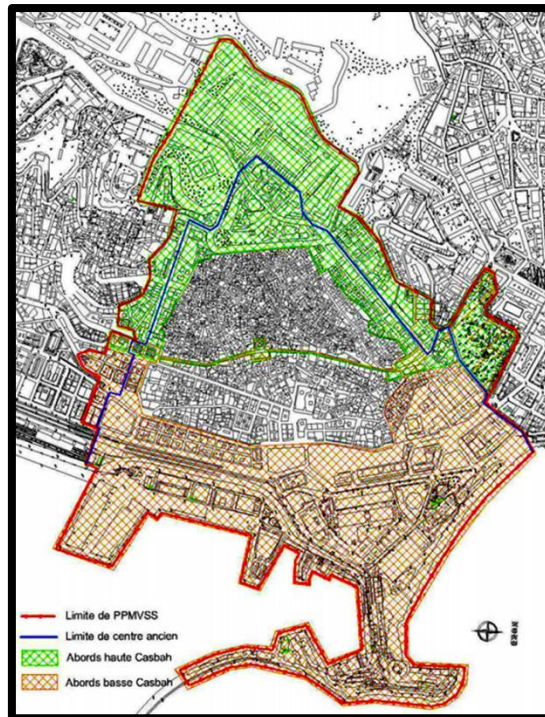 Limite de PPMVSS
Limite de centre ancien
Abords haute Casbah
Abords basse Casbah